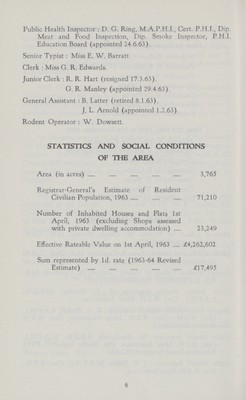 Public Health Inspector : D. G. Ring, M.A.P.H.I., Cert. P.H.I., Dip.
Meat and Food Inspection, Dip. Smoke Inspector, P.H.I.
Education Board (appointed 24.6.63).
Senior Typist : Miss E. W. Barratt
Clerk : Miss G. R. Edwards.
Junior Clerk : R. R. Hart (resigned 17.3.63).
G. R. Manley (appointed 29.4.63).
General Assistant : B. Latter (retired 8.1.63).
J. L. Arnold (appointed 1.2.63).
Rodent Operator : W. Dowsett.
STATISTICS AND SOCIAL CONDITIONS
OF THE AREA
Area (in acres) — — — — — 3,765
Registrar-General's Estimate of Resident
Civilian Population, 1963 — — — 71,210
Number of Inhabited Houses and Flats 1st
April, 1963 (excluding Shops assessed
with private dwelling accommodation) — 23,249
Effective Rateable Value on 1st April, 1963 — £4,262,602
Sum represented by 1d. rate (1963-64 Revised
Estimate) — — — — — £17,495
6